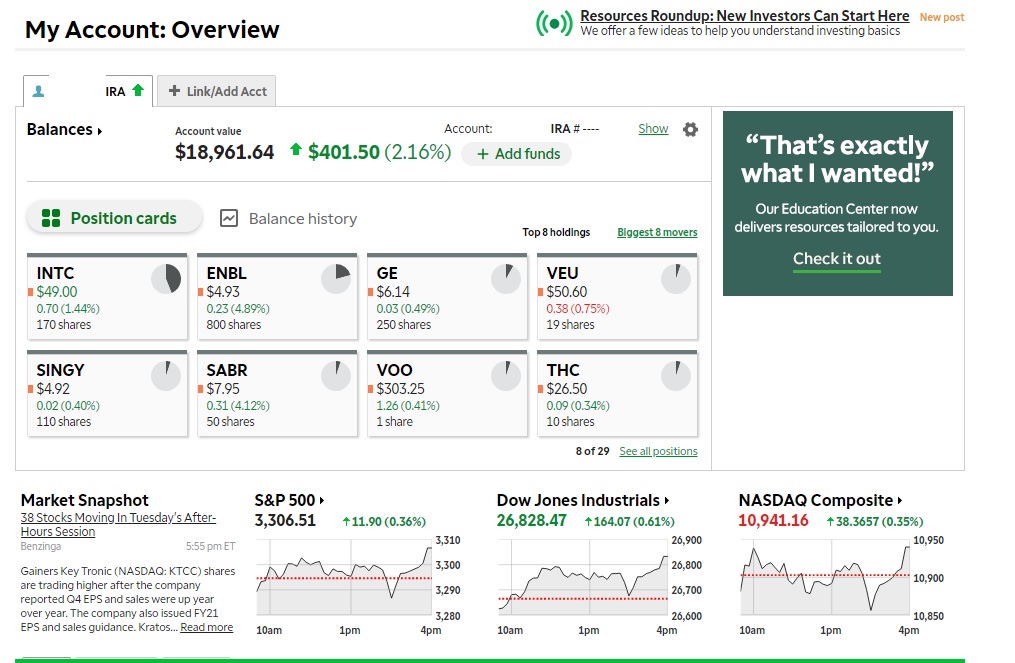 My Account: Overview
Resources Roundup: New Investors Can Start Here New post
We offer a few ideas to help you understand investing basics
IRA
+ Link/Add Acct
Balances
Account value
$18,961.64
$401.50 (2.16%)
+ Add funds
Account: IRA # ---- Show
Position cards
Balance history
Top 8 holdings
Biggest 8 movers
INTC
$49.00
0.70 (1.44%)
170 shares
ENBL
$4.93
0.23 (4.89%)
800 shares
GE
$6.14
0.03 (0.49%)
250 shares
VEU
$50.60
0.38 (0.75%)
19 shares
SINGY
$4.92
0.02 (0.40%)
110 shares
SABR
$7.95
0.31 (4.12%)
50 shares
VOO
$303.25
1.26 (0.41%)
1 share
THC
$26.50
0.09 (0.34%)
10 shares
8 of 29 See all positions
“That’s exactly
what I wanted!”
Our Education Center now
delivers resources tailored to you.
Check it out
Market Snapshot
38 Stocks Moving In Tuesday’s After-
Hours Session
Benzinga 5:55 pm ET
Gainers Key Tronic (NASDAQ: KTCC) shares
are trading higher after the company
reported Q4 EPS and sales were up year
over year. The company also issued FY21
EPS and sales guidance. Kratos... Read more
S&P 500
3,306.51
11.90 (0.36%)
3,310
3,300
3,290
3,280
10am 1pm 4pm
Dow Jones Industrials
26,828.47
164.07 (0.61%)
26,900
26,800
26,700
26,600
10am 1pm 4pm
NASDAQ Composite
10,941.16
38.3657 (0.35%)
10,950
10,900
10,850
10am 1pm 4pm